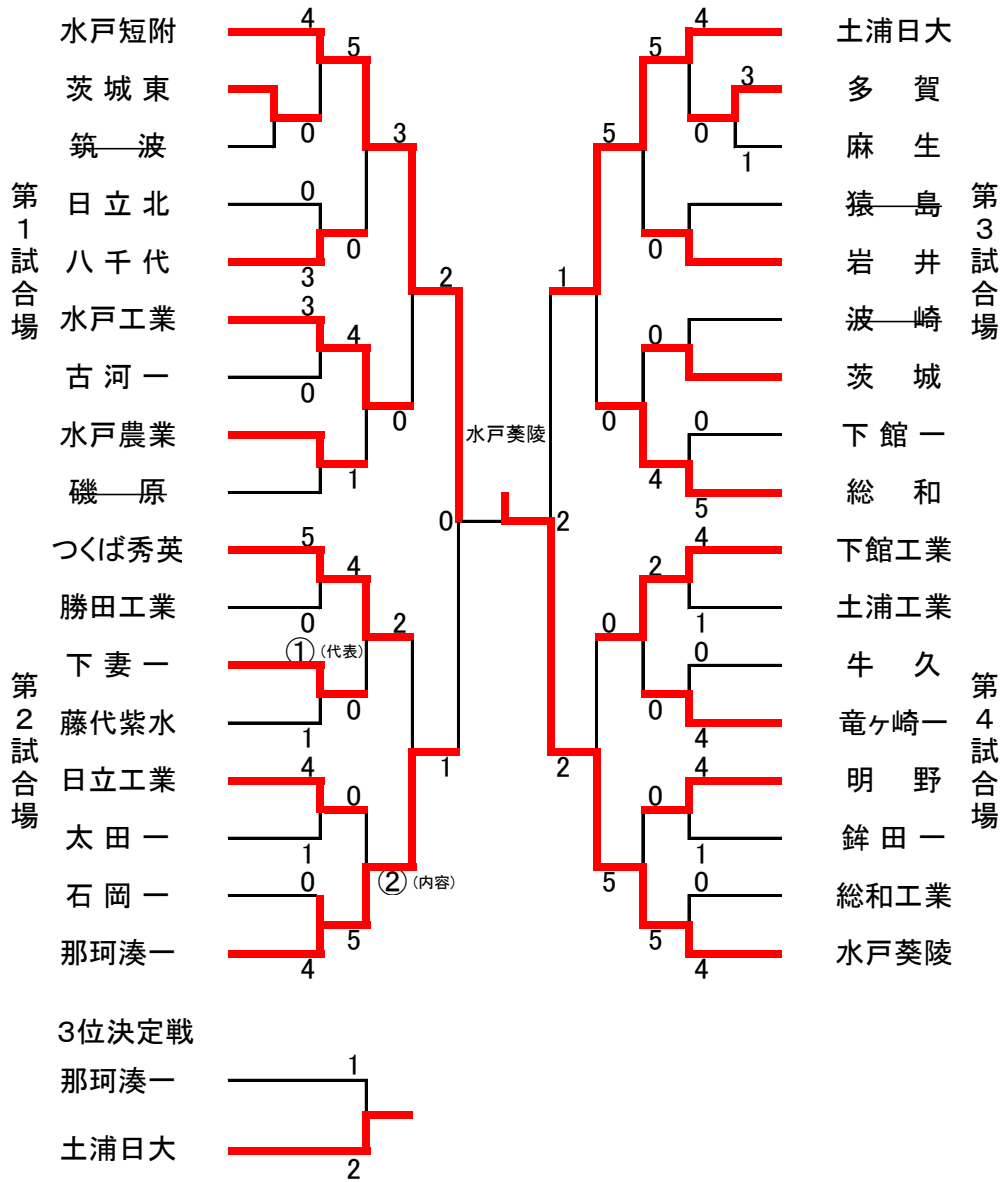 水戸短附
茨城東
筑波
日立北
八千代
水戸工業
古河一
水戸農業
磯原
つくば秀英
勝田工業
下妻一
藤代紫水
日立工業
太田一
石岡一
那珂湊一
第1試合場
第2試合場
4
5
0
3
0
0
3
2
3
4
0
0
1
5
4
0
2
①(代表)
0
1
1
4
0
1
0
②(内容)
5
4
0
水戸葵陵
土浦日大
多賀
麻生
猿島
岩井
波崎
茨城
下館一
総和
下館工業
土浦工業
牛久
竜ヶ崎一
明野
鉾田一
総和工業
水戸葵陵
第3試合場
第4試合場
4
5
3
0
1
5
0
1
0
0
0
4
5
2
4
2
1
0
0
0
4
2
4
0
1
5
0
5
4
3位決定戦
那珂湊一
1
土浦日大
2